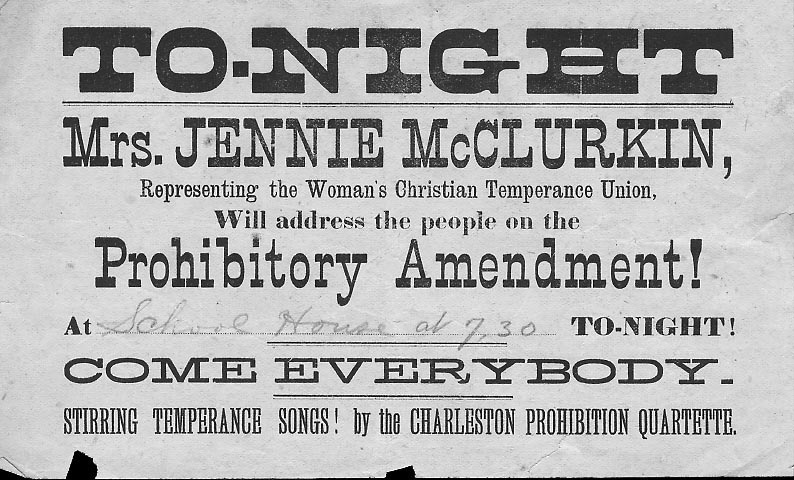 TO-NIGHT
Mrs. JENNIE McCLURKIN,
Representing the Woman's Christian Temperance Union,
Will address the people on the
Prohibitory Amendment!
At School House at 7,30 TO-NIGHT!
COME EVERYBODY.
STIRRING TEMPERANCE SONGS! by the CHARLESTON PROHIBITION QUARTETTE.